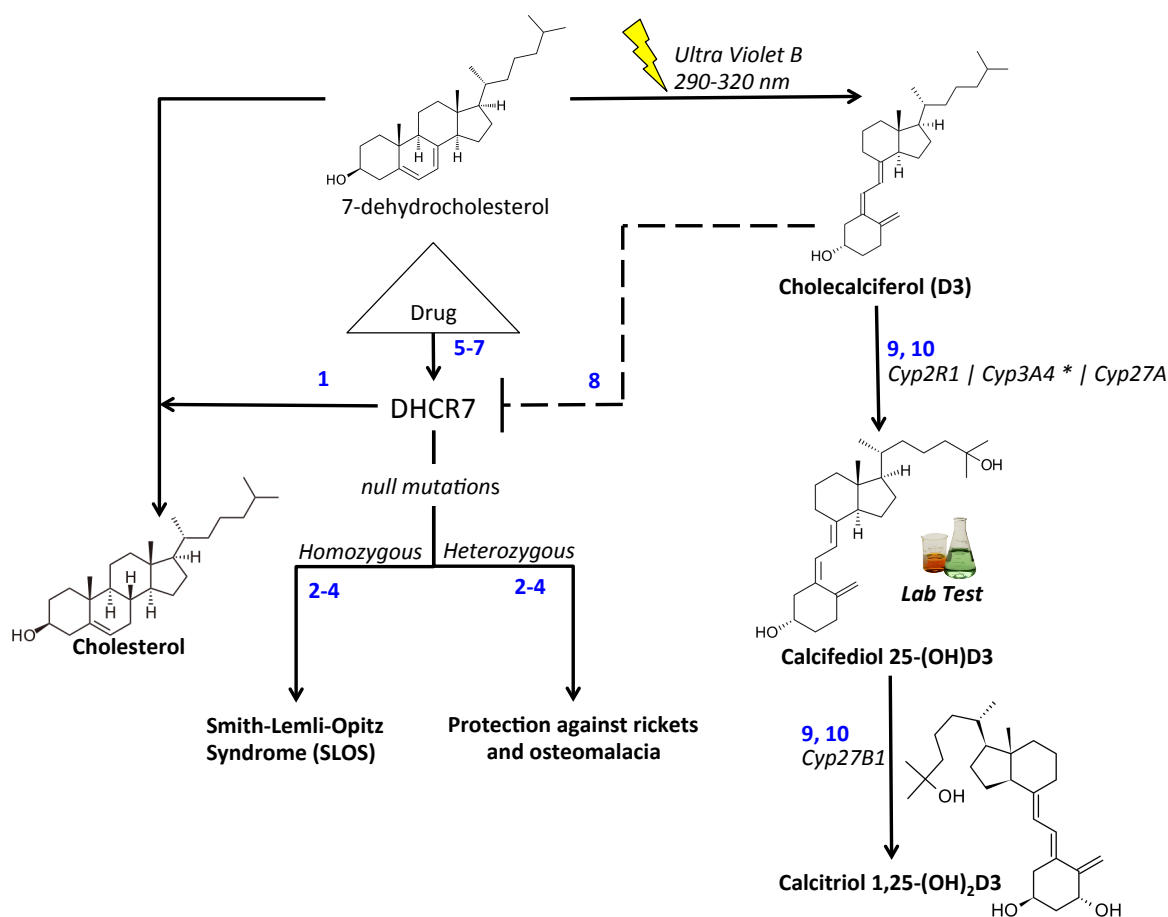 Ultra Violet B
290-320 nm
HO
H
H
H
7-dehydrocholesterol
H
H
HO
Cholecalciferol (D3)
Drug
5-7
1
DHCR7
8
9, 10
Cyp2R1 | Cyp3A4 * | Cyp27A
null mutations
Homozygous
Heterozygous
2-4
2-4
H
H
H
H
HO
Cholesterol
OH
H
H
HO
Lab Test
Calcifediol 25-(OH)D3
Smith-Lemli-Opitz
Syndrome (SLOS)
Protection against rickets
and osteomalacia
9, 10
Cyp27B1
OH
HO
OH
Calcitriol 1,25-(OH)2D3